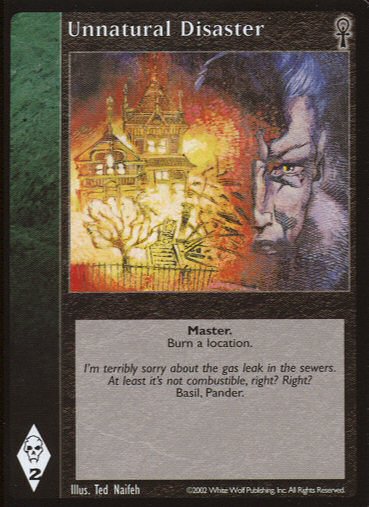 Unnatural Disaster
Master.
Burn a location.
I'm terribly sorry about the gas leak in the sewers.
At least it's not combustible, right? Right?
Basil, Pander.
2
Illus. Ted Naifeh
©2002 White Wolf Publishing, Inc. All Rights Reserved.